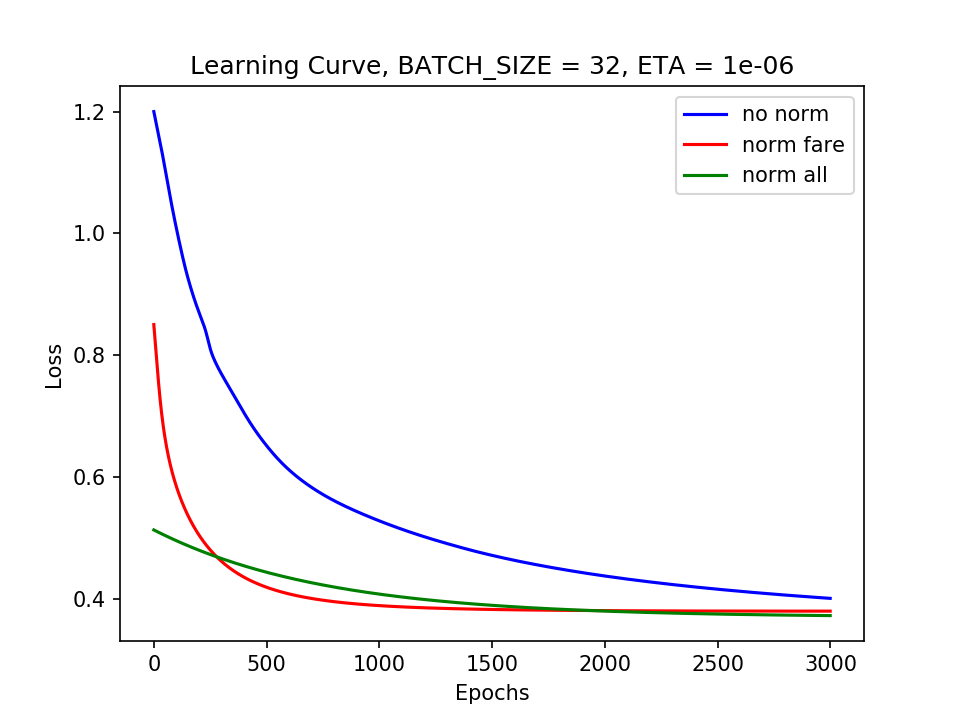 Learning Curve, BATCH_SIZE = 32, ETA = 1e-06
no norm
norm fare
norm all
Loss
1.2
1.0
0.8
0.6
0.4
0 500 1000 1500 2000 2500 3000
Epochs